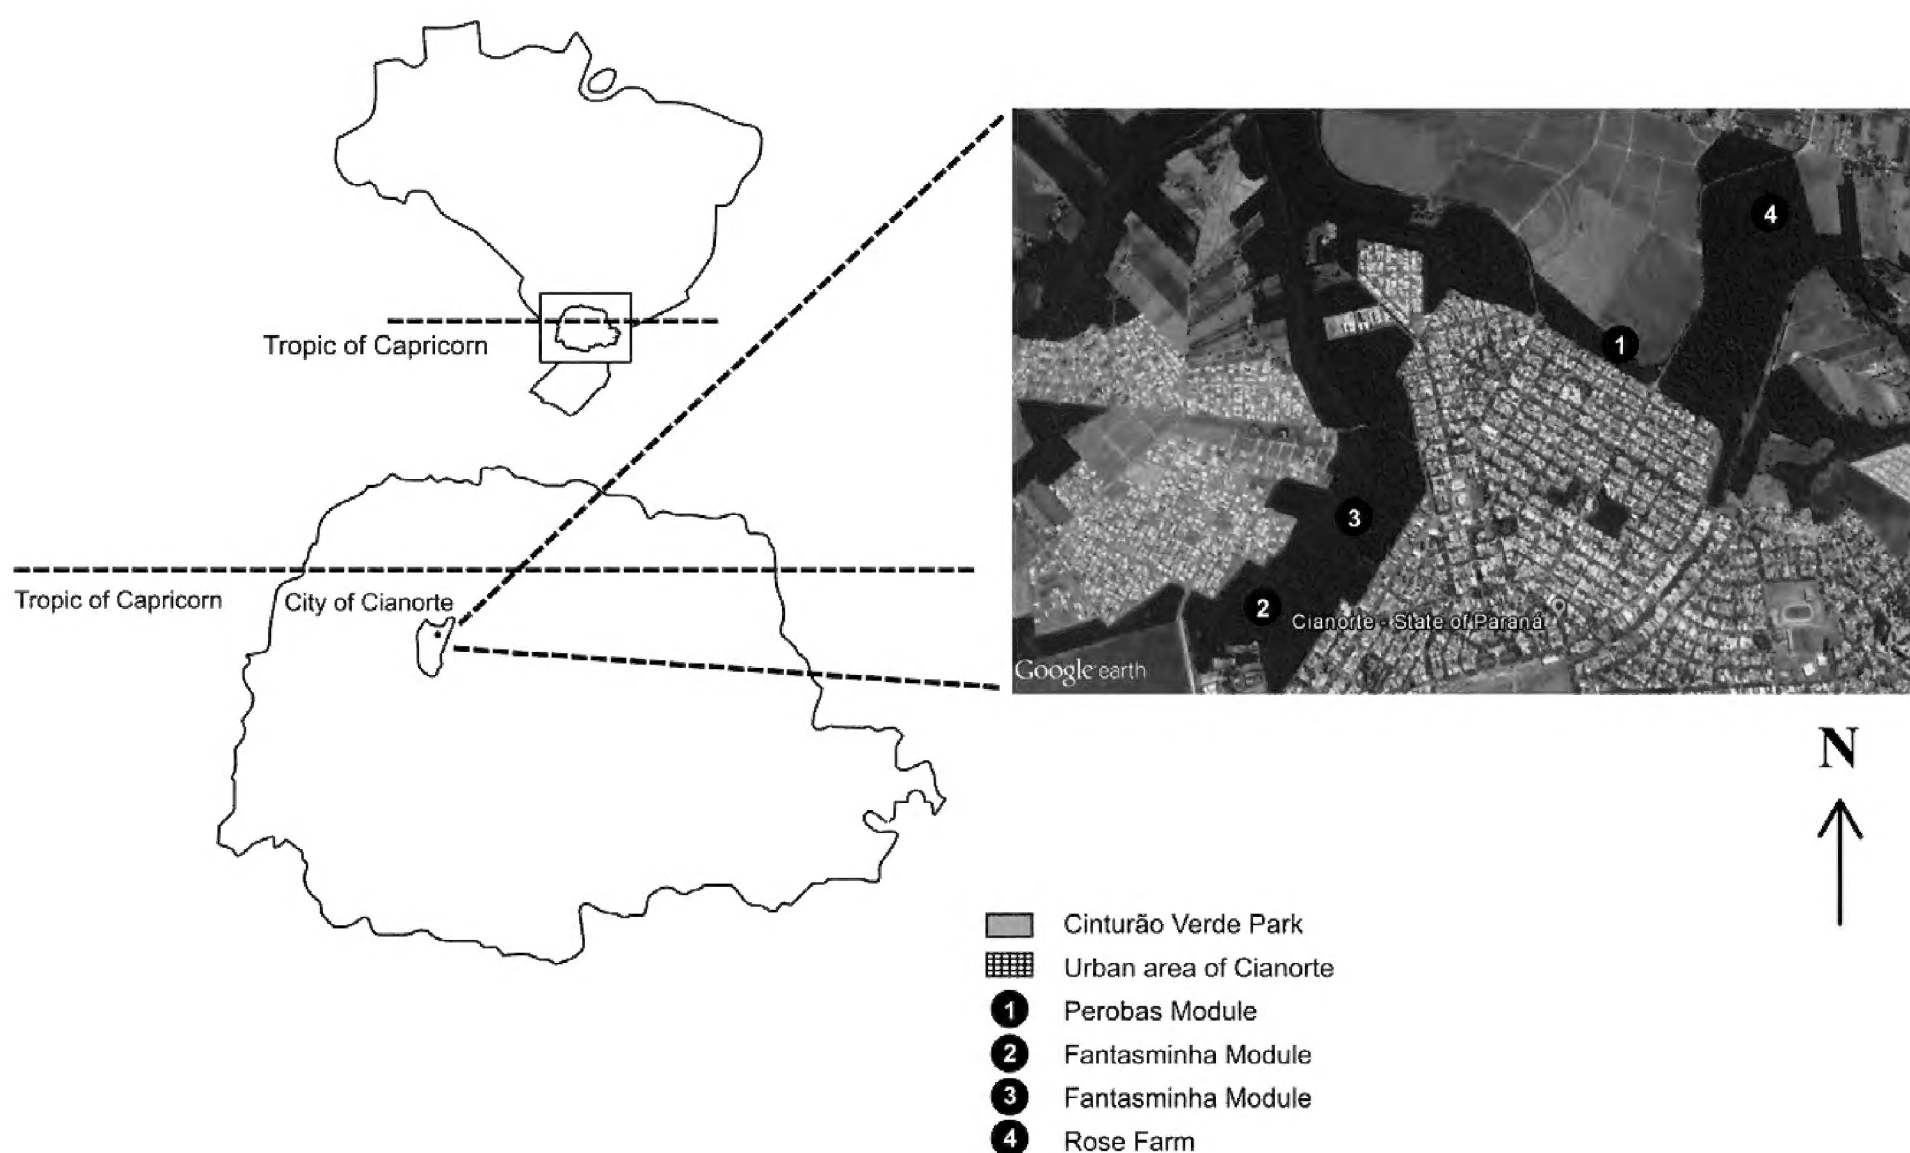 Tropic of Capricorn
Tropic of Capricorn
City of Cianorte
4
1
3
2
Cianorte - State of Paraná
Google earth
N
Cinturão Verde Park
Urban area of Cianorte
1 Perobas Module
2 Fantasminha Module
3 Fantasminha Module
4 Rose Farm